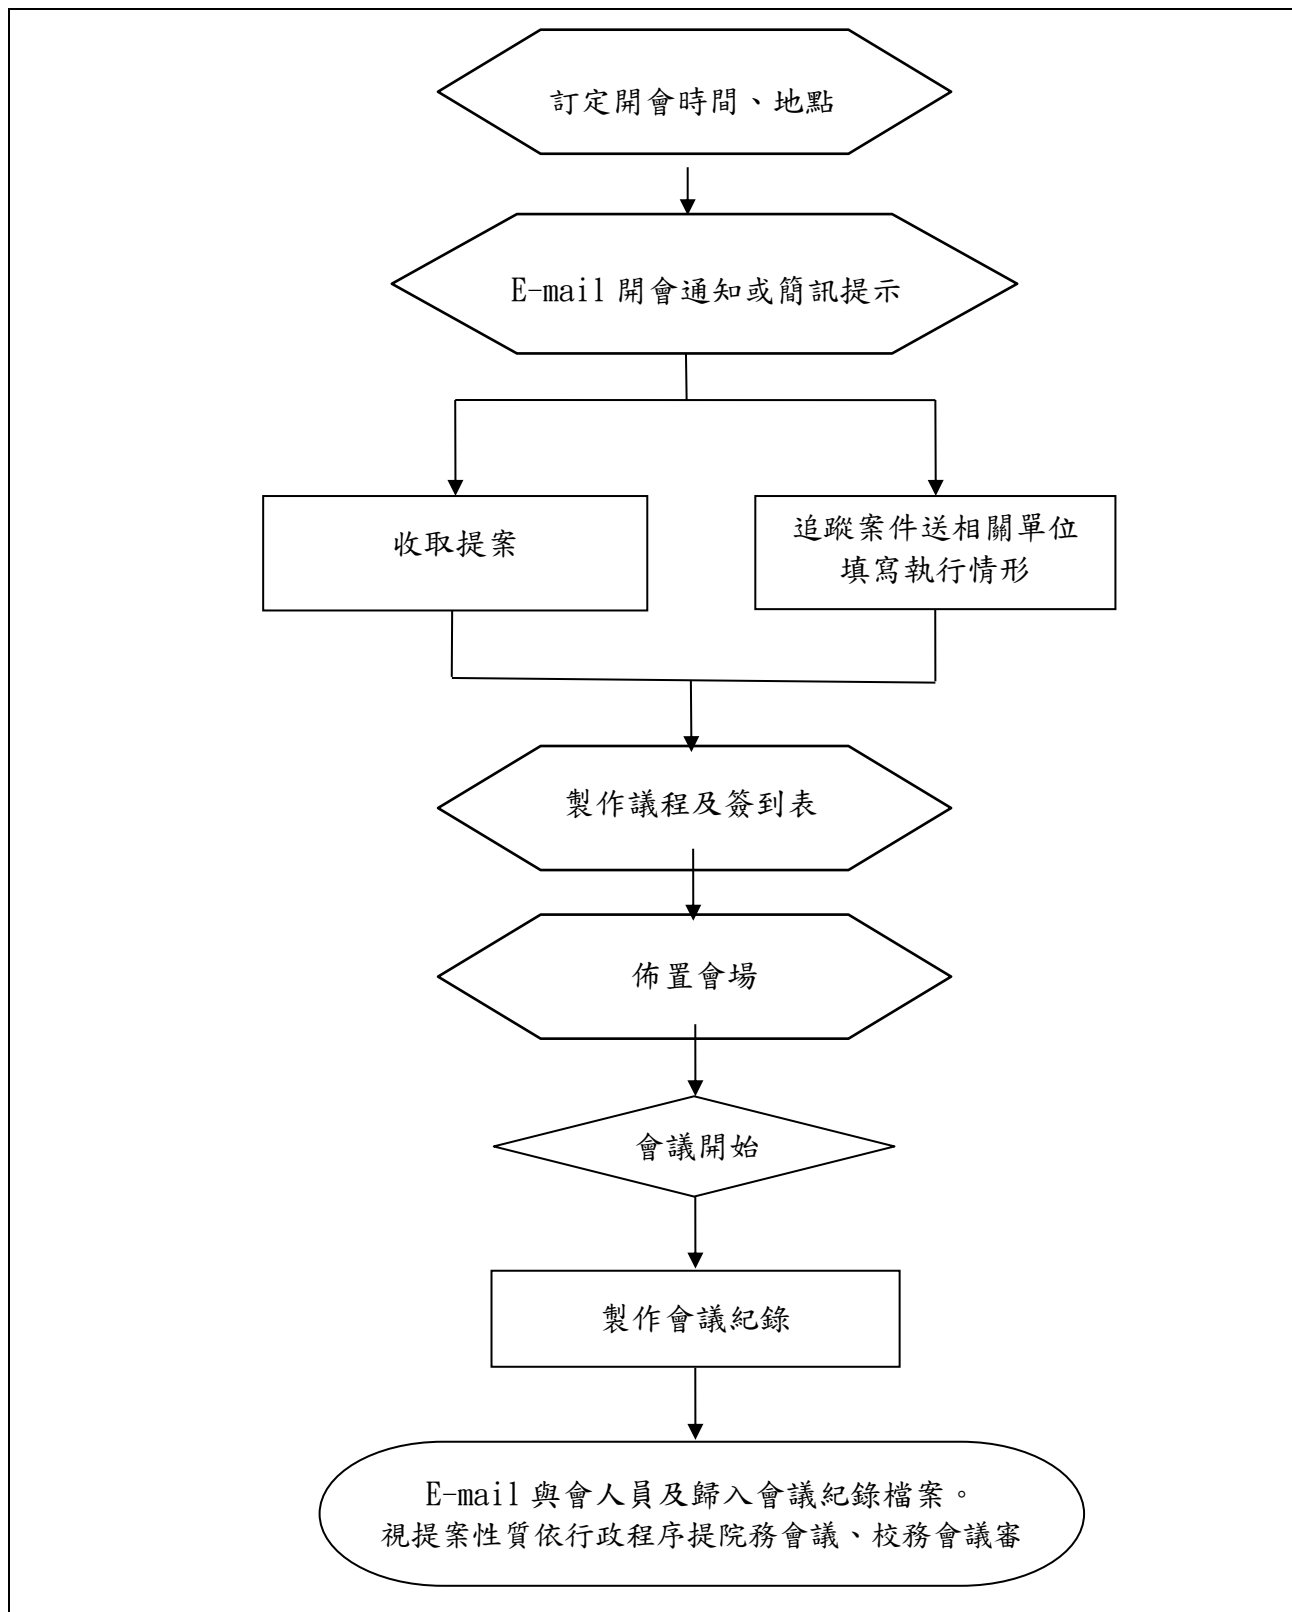 訂定開會時間、地點
E-mail 開會通知或簡訊提示
收取提案
追蹤案件送相關單位
填寫執行情形
製作議程及簽到表
佈置會場
會議開始
製作會議紀錄
E-mail 與會人員及歸入會議紀錄檔案。
視提案性質依行政程序提院務會議、校務會議審